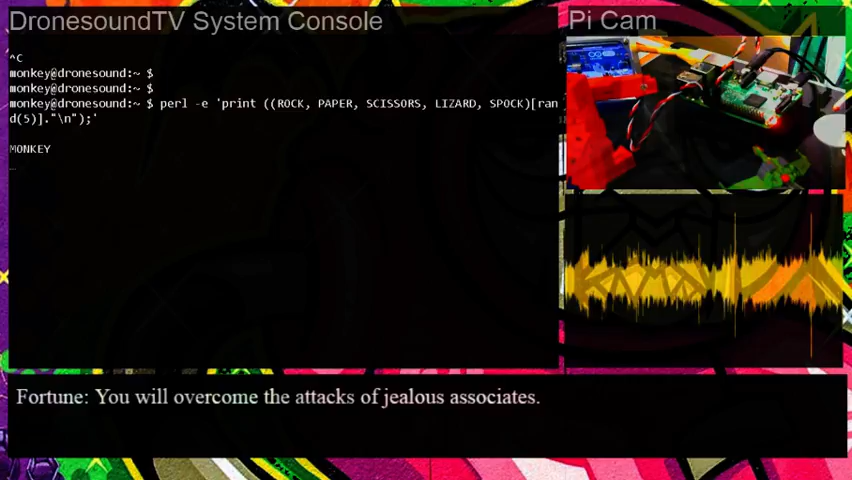 DronesoundTV System Console
Pi Cam
^C
monkey@dronesound:~ $
monkey@dronesound:~ $
monkey@dronesound:~ $ perl -e 'print ((ROCK, PAPER, SCISSORS, LIZARD, SPOCK)[ran
d(5)]."\n");'
MONKEY
Fortune: You will overcome the attacks of jealous associates.